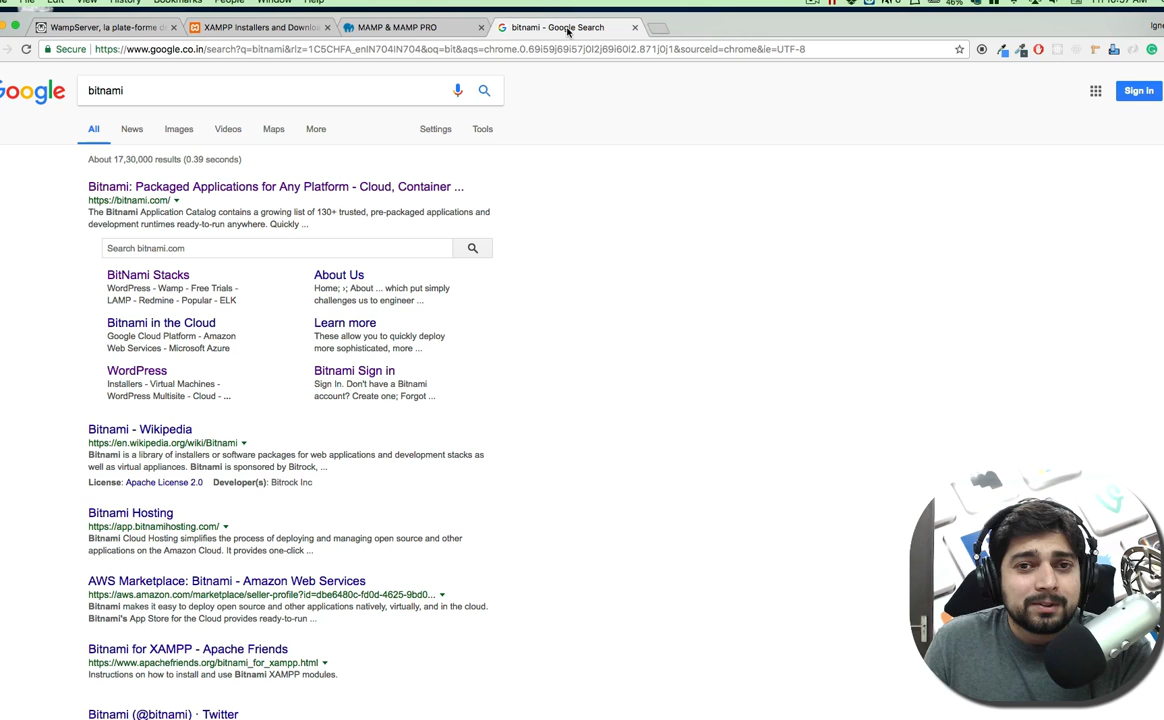 File Edit View History Bookmarks People Window Help
46%
WampServer, la plate-forme d
XAMPP Installers and Downloa
MAMP & MAMP PRO
bitnami - Google Search
Secure
https://www.google.co.in/search?q=bitnami&rlz=1C5CHFA_enIN704IN704&oq=bit&aqs=chrome.0.69i59j69i57j0l2j69i60l2.871j0j1&sourceid=chrome&ie=UTF-8
oogle
bitnami
Sign in
All
News
Images
Videos
Maps
More
Settings
Tools
About 17,30,000 results (0.39 seconds)
Bitnami: Packaged Applications for Any Platform - Cloud, Container ...
https://bitnami.com/
The Bitnami Application Catalog contains a growing list of 130+ trusted, pre-packaged applications and
development runtimes ready-to-run anywhere. Quickly ...
Search bitnami.com
BitNami Stacks
WordPress - Wamp - Free Trials -
LAMP - Redmine - Popular - ELK
About Us
Home; ›; About ... which put simply
challenges us to engineer ...
Bitnami in the Cloud
Google Cloud Platform - Amazon
Web Services - Microsoft Azure
Learn more
These allow you to quickly deploy
more sophisticated, more ...
WordPress
Installers - Virtual Machines -
WordPress Multisite - Cloud - ...
Bitnami Sign in
Sign In. Don't have a Bitnami
account? Create one; Forgot ...
Bitnami - Wikipedia
https://en.wikipedia.org/wiki/Bitnami
Bitnami is a library of installers or software packages for web applications and development stacks as
well as virtual appliances. Bitnami is sponsored by Bitrock, ...
License: Apache License 2.0 Developer(s): Bitrock Inc
Bitnami Hosting
https://app.bitnamihosting.com/
Bitnami Cloud Hosting simplifies the process of deploying and managing open source and other
applications on the Amazon Cloud. It provides one-click ...
AWS Marketplace: Bitnami - Amazon Web Services
https://aws.amazon.com/marketplace/seller-profile?id=dbe6480c-fd0d-4625-9bd0...
Bitnami makes it easy to deploy open source and other applications natively, virtually, and in the cloud.
Bitnami's App Store for the Cloud provides ready-to-run ...
Bitnami for XAMPP - Apache Friends
https://www.apachefriends.org/bitnami_for_xampp.html
Instructions on how to install and use Bitnami XAMPP modules.
Bitnami (@bitnami) · Twitter